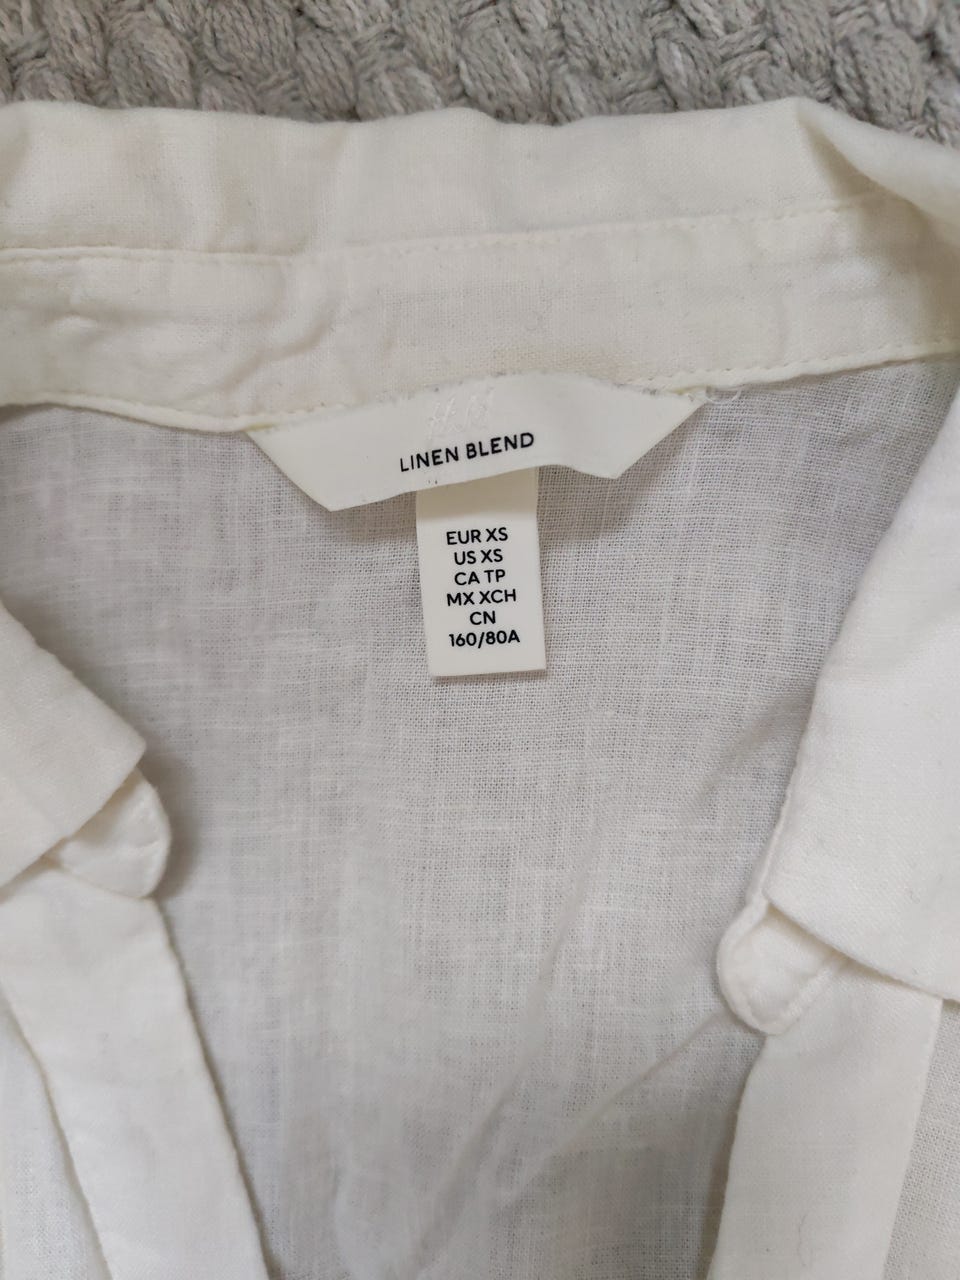 H&M
LINEN BLEND
EUR XS
US XS
CA TP
MX XCH
CN
160/80A